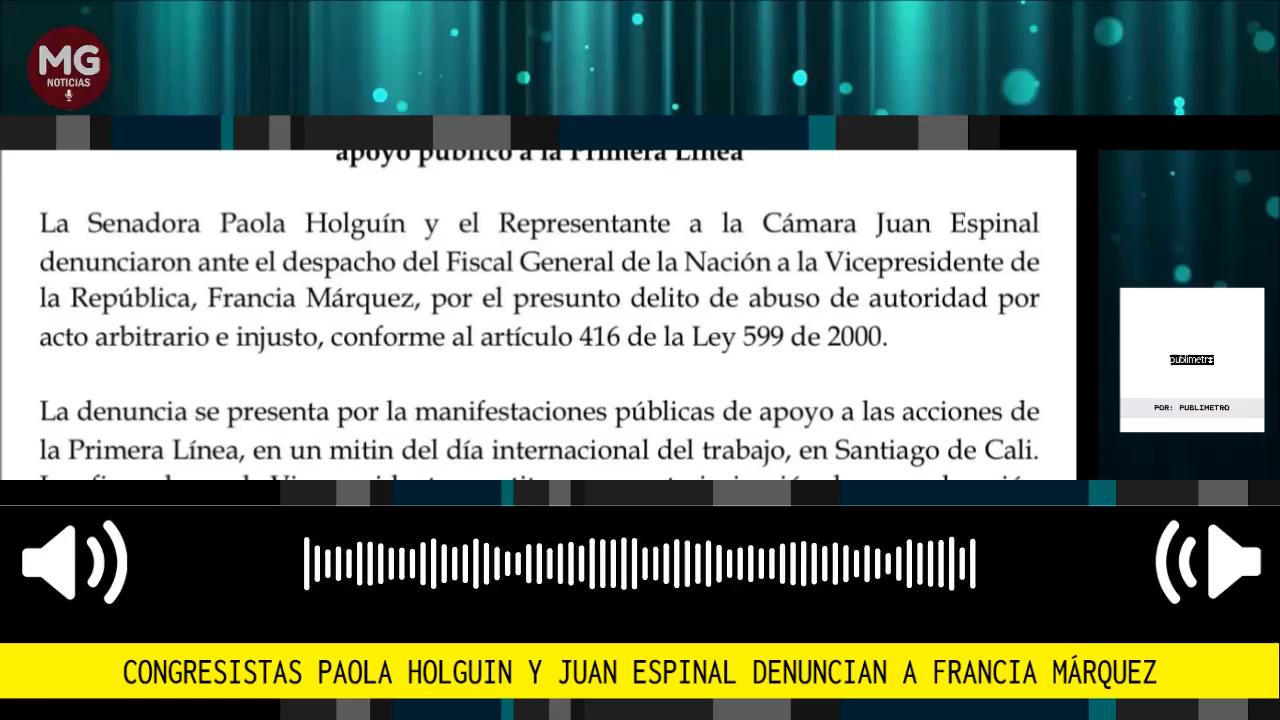 MG
NOTICIAS
apoyo público a la Primera Línea
La Senadora Paola Holguín y el Representante a la Cámara Juan Espinal
denunciaron ante el despacho del Fiscal General de la Nación a la Vicepresidente de
la República, Francia Márquez, por el presunto delito de abuso de autoridad por
acto arbitrario e injusto, conforme al artículo 416 de la Ley 599 de 2000.
La denuncia se presenta por la manifestaciones públicas de apoyo a las acciones de
la Primera Línea, en un mitin del día internacional del trabajo, en Santiago de Cali.
publimetro
POR: PUBLIMETRO
CONGRESISTAS PAOLA HOLGUIN Y JUAN ESPINAL DENUNCIAN A FRANCIA MÁRQUEZ